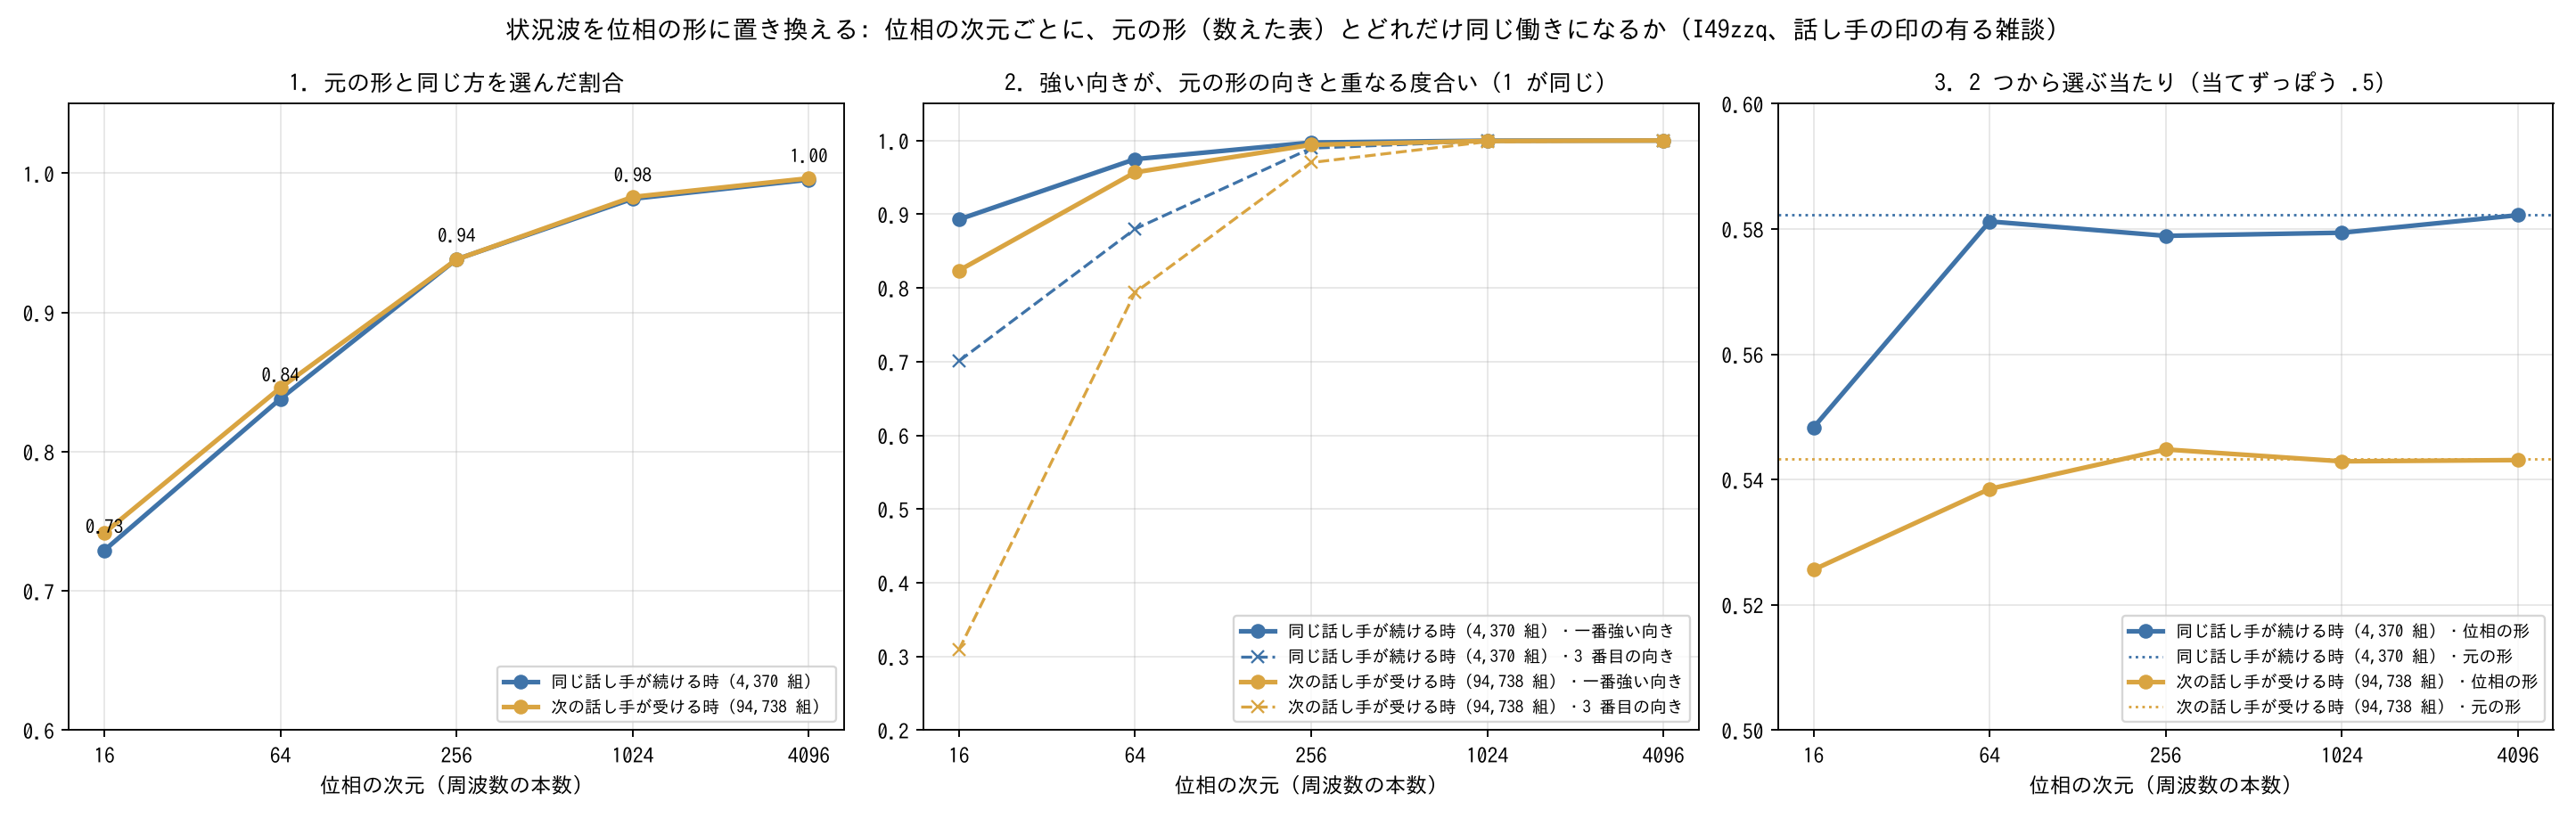 状況波を位相の形に置き換える: 位相の次元ごとに、元の形（数えた表）とどれだけ同じ働きになるか（I49zzq、話し手の印の有る雑談）
1. 元の形と同じ方を選んだ割合
1.0
0.9
0.8
0.7
0.6
0.73
0.84
0.94
0.98
1.00
同じ話し手が続ける時（4,370 組）
次の話し手が受ける時（94,738 組）
16
64
256
1024
4096
位相の次元（周波数の本数）
2. 強い向きが、元の形の向きと重なる度合い（1 が同じ）
1.0
0.9
0.8
0.7
0.6
0.5
0.4
0.3
0.2
同じ話し手が続ける時（4,370 組）・一番強い向き
同じ話し手が続ける時（4,370 組）・3 番目の向き
次の話し手が受ける時（94,738 組）・一番強い向き
次の話し手が受ける時（94,738 組）・3 番目の向き
16
64
256
1024
4096
位相の次元（周波数の本数）
3. 2 つから選ぶ当たり（当てずっぽう .5）
0.60
0.58
0.56
0.54
0.52
0.50
同じ話し手が続ける時（4,370 組）・位相の形
同じ話し手が続ける時（4,370 組）・元の形
次の話し手が受ける時（94,738 組）・位相の形
次の話し手が受ける時（94,738 組）・元の形
16
64
256
1024
4096
位相の次元（周波数の本数）